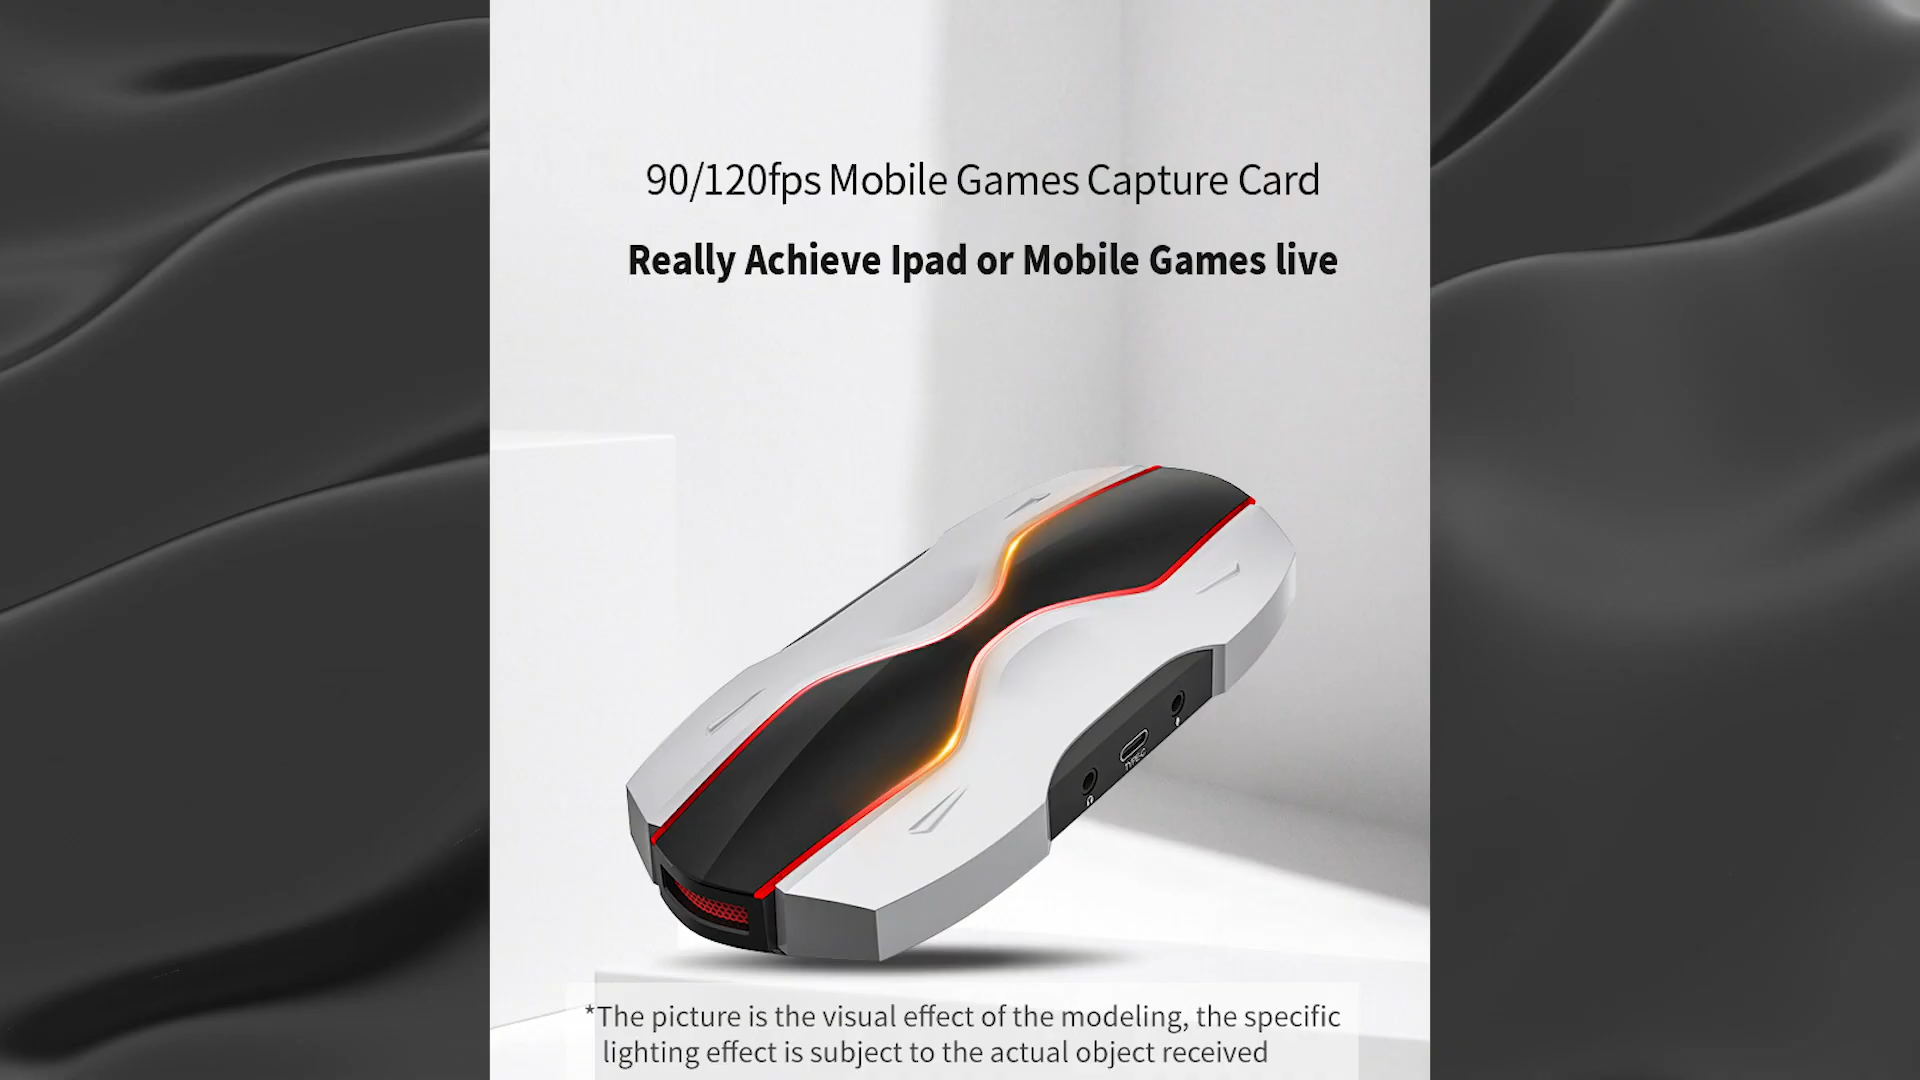 90/120fps Mobile Games Capture Card
Really Achieve Ipad or Mobile Games live
TYPE-C
*The picture is the visual effect of the modeling, the specific
lighting effect is subject to the actual object received